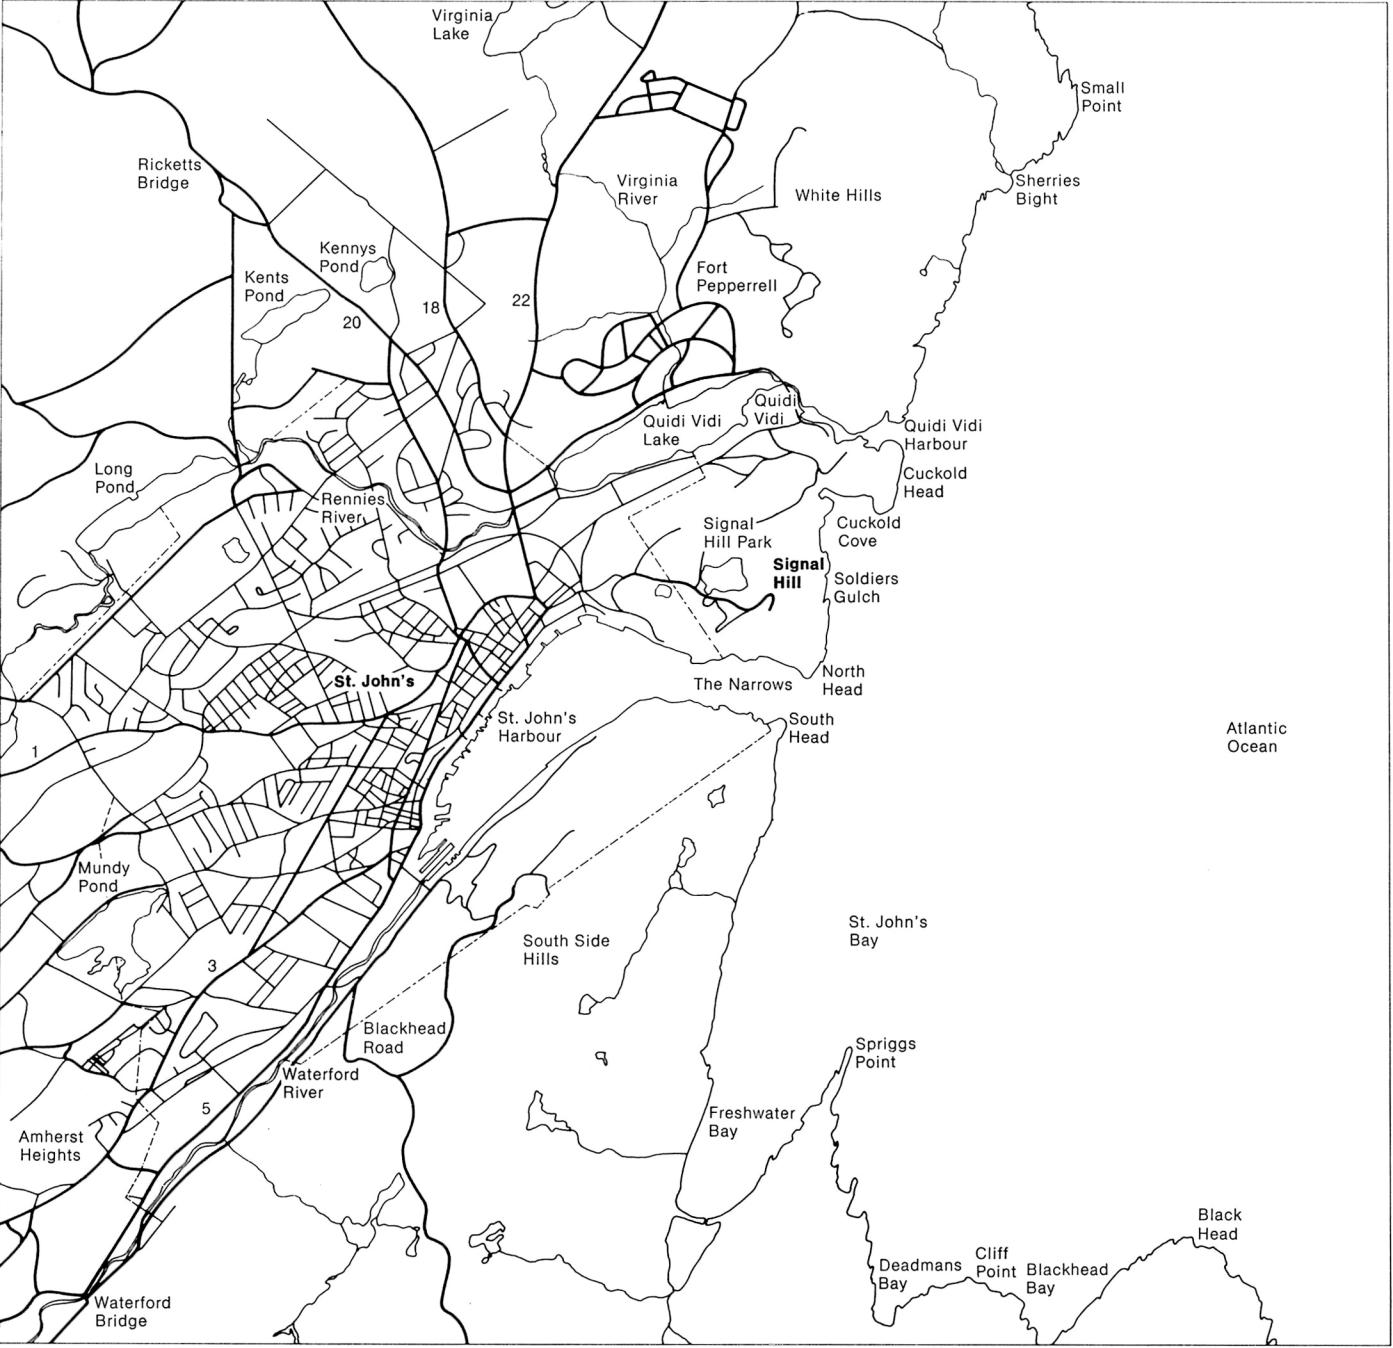 Virginia
Lake
Small
Point
Ricketts
Bridge
Virginia
River
White Hills
Sherries
Bight
Kennys
Pond
Kents
Pond
Fort
Pepperrell
20
18
22
Quidi
Vidi
Quidi Vidi
Lake
Quidi Vidi
Harbour
Long
Pond
Cuckold
Head
Rennies
River
Signal
Hill Park
Cuckold
Cove
Signal
Hill
Soldiers
Gulch
St. John's
The Narrows
North
Head
St. John's
Harbour
South
Head
Atlantic
Ocean
1
Mundy
Pond
St. John's
Bay
South Side
Hills
3
Blackhead
Road
Spriggs
Point
Waterford
River
5
Freshwater
Bay
Amherst
Heights
Black
Head
Deadmans
Bay
Cliff
Point
Blackhead
Bay
Waterford
Bridge